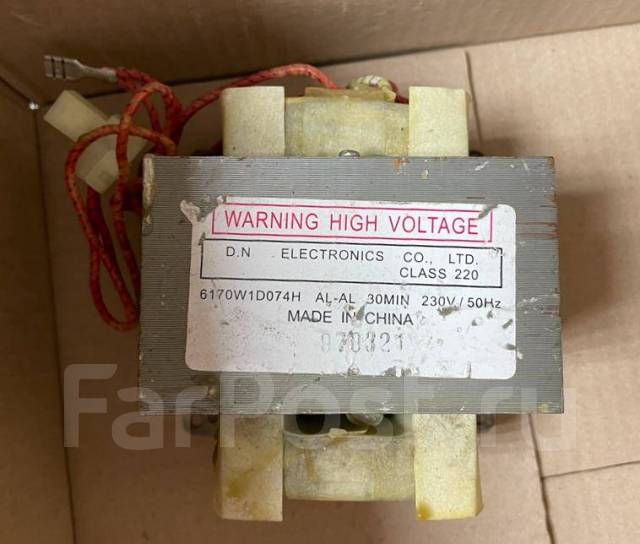 WARNING HIGH VOLTAGE
D.N ELECTRONICS CO., LTD.
CLASS 220
6170W1D074H AL-AL 30MIN 230V/50Hz
MADE IN CHINA
FarPost.ru